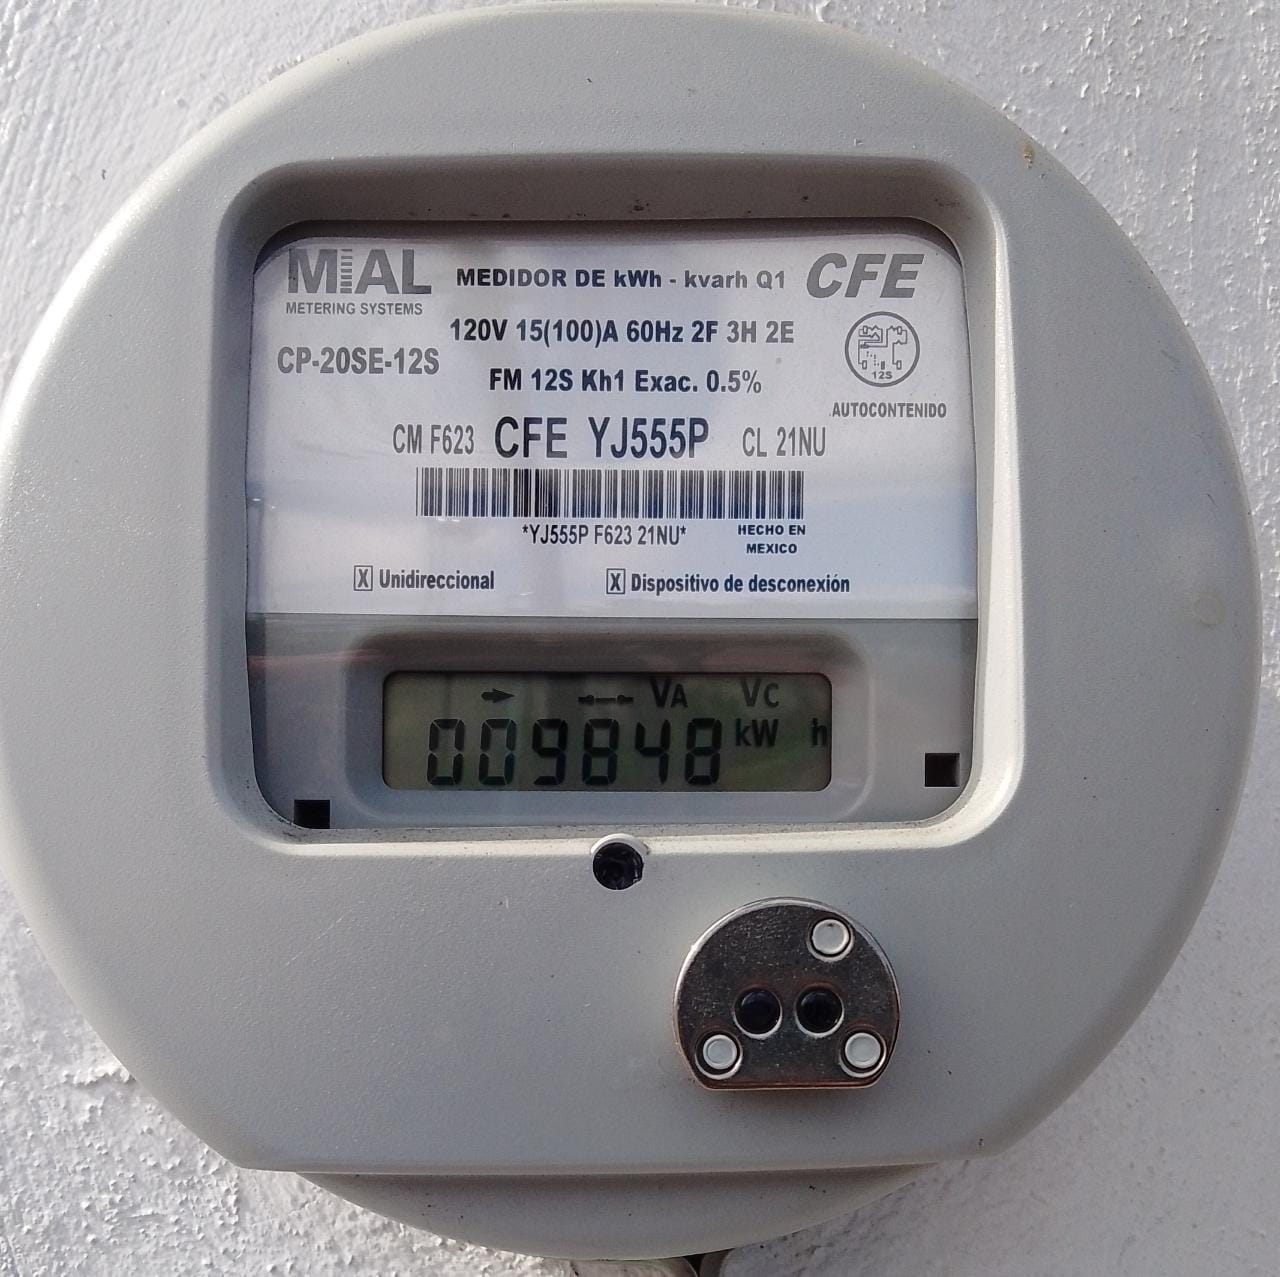 MIAL
METERING SYSTEMS
MEDIDOR DE kWh - kvarh Q1
CFE
120V 15(100)A 60Hz 2F 3H 2E
CP-20SE-12S
FM 12S Kh1 Exac. 0.5%
12S
AUTOCONTENIDO
CM F623 CFE YJ555P CL 21NU
*YJ555P F623 21NU*
HECHO EN
MEXICO
X Unidireccional
X Dispositivo de desconexión
VA VC
009848 kW h